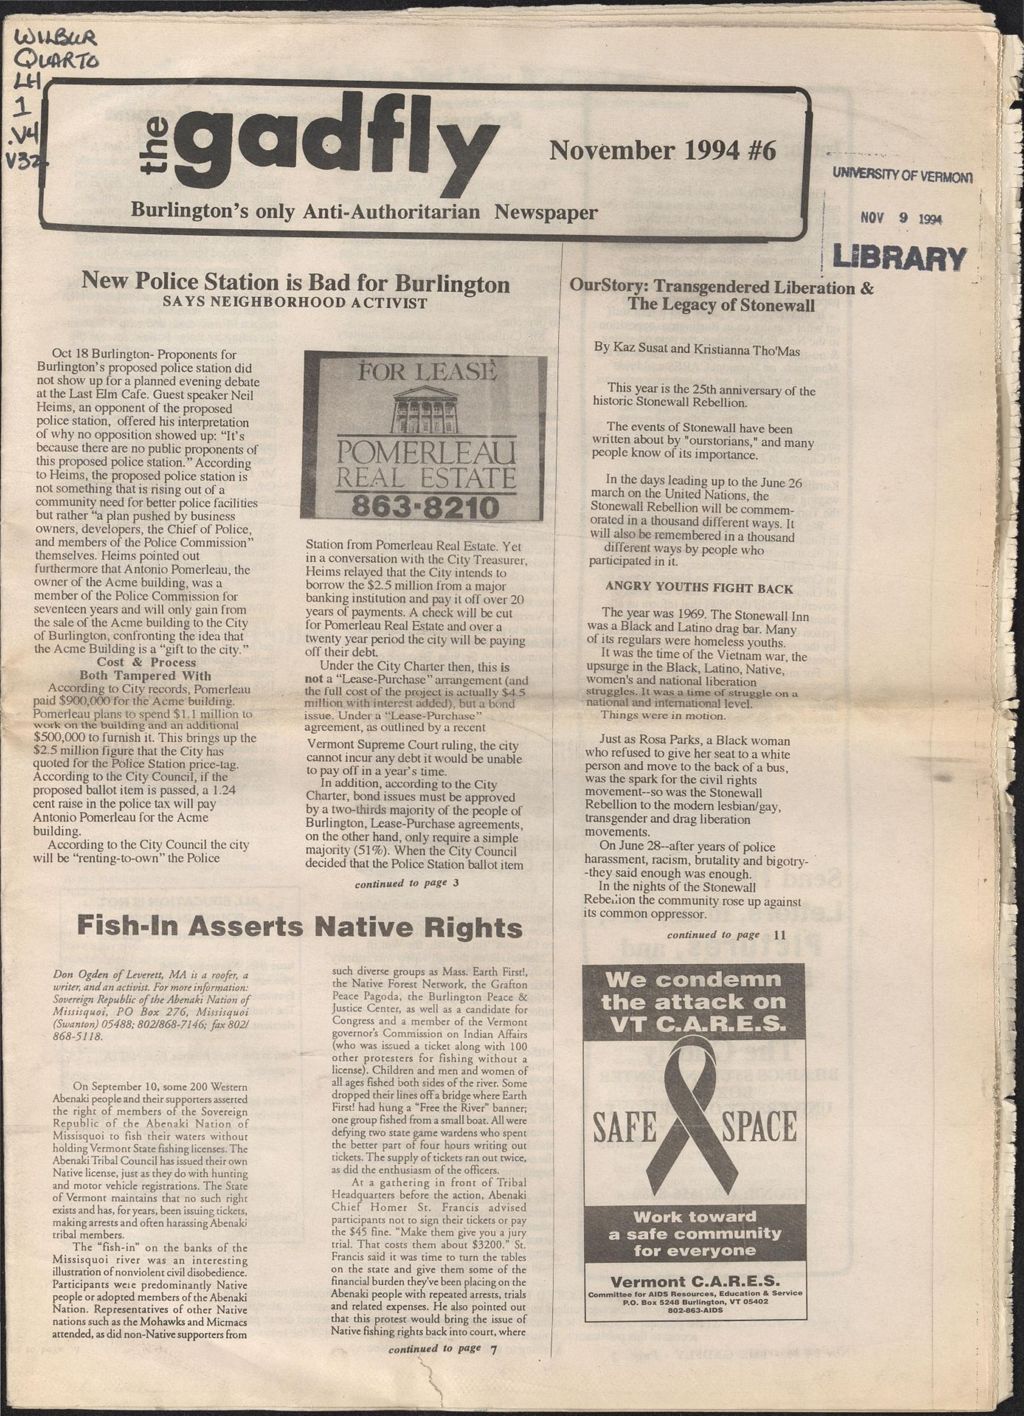 WILBUR
QUARTO
LH
1
.V4
V32
the gadfly
November 1994 #6
Burlington's only Anti-Authoritarian Newspaper
UNIVERSITY OF VERMONT
NOV 9 1994
LIBRARY
New Police Station is Bad for Burlington
SAYS NEIGHBORHOOD ACTIVIST
Oct 18 Burlington- Proponents for
Burlington's proposed police station did
not show up for a planned evening debate
at the Last Elm Cafe. Guest speaker Neil
Heims, an opponent of the proposed
police station, offered his interpretation
of why no opposition showed up: "It's
because there are no public proponents of
this proposed police station." According
to Heims, the proposed police station is
not something that is rising out of a
community need for better police facilities
but rather "a plan pushed by business
owners, developers, the Chief of Police,
and members of the Police Commission"
themselves. Heims pointed out
furthermore that Antonio Pomerleau, the
owner of the Acme building, was a
member of the Police Commission for
seventeen years and will only gain from
the sale of the Acme building to the City
of Burlington, confronting the idea that
the Acme Building is a "gift to the city."
Cost & Process
Both Tampered With
According to City records, Pomerleau
paid $900,000 for the Acme building.
Pomerleau plans to spend $1.1 million to
work on the building and an additional
$500,000 to furnish it. This brings up the
$2.5 million figure that the City has
quoted for the Police Station price-tag.
According to the City Council, if the
proposed ballot item is passed, a 1.24
cent raise in the police tax will pay
Antonio Pomerleau for the Acme
building.
According to the City Council the city
will be "renting-to-own" the Police
FOR LEASE
POMERLEAU
REAL ESTATE
863-8210
Station from Pomerleau Real Estate. Yet
in a conversation with the City Treasurer,
Heims relayed that the City intends to
borrow the $2.5 million from a major
banking institution and pay it off over 20
years of payments. A check will be cut
for Pomerleau Real Estate and over a
twenty year period the city will be paying
off their debt.
Under the City Charter then, this is
not a "Lease-Purchase" arrangement (and
the full cost of the project is actually $4.5
million with interest added), but a bond
issue. Under a "Lease-Purchase"
agreement, as outlined by a recent
Vermont Supreme Court ruling, the city
cannot incur any debt it would be unable
to pay off in a year's time.
In addition, according to the City
Charter, bond issues must be approved
by a two-thirds majority of the people of
Burlington, Lease-Purchase agreements,
on the other hand, only require a simple
majority (51%). When the City Council
decided that the Police Station ballot item
continued to page 3
OurStory: Transgendered Liberation &
The Legacy of Stonewall
By Kaz Susat and Kristianna Tho'Mas
This year is the 25th anniversary of the
historic Stonewall Rebellion.
The events of Stonewall have been
written about by "ourstorians," and many
people know of its importance.
In the days leading up to the June 26
march on the United Nations, the
Stonewall Rebellion will be commem-
orated in a thousand different ways. It
will also be remembered in a thousand
different ways by people who
participated in it.
ANGRY YOUTHS FIGHT BACK
The year was 1969. The Stonewall Inn
was a Black and Latino drag bar. Many
of its regulars were homeless youths.
It was the time of the Vietnam war, the
upsurge in the Black, Latino, Native,
women's and national liberation
struggles. It was a time of struggle on a
national and international level.
Things were in motion.
Just as Rosa Parks, a Black woman
who refused to give her seat to a white
person and move to the back of a bus,
was the spark for the civil rights
movement--so was the Stonewall
Rebellion to the modern lesbian/gay,
transgender and drag liberation
movements.
On June 28--after years of police
harassment, racism, brutality and bigotry-
-they said enough was enough.
In the nights of the Stonewall
Rebellion the community rose up against
its common oppressor.
continued to page 11
Fish-In Asserts Native Rights
Don Ogden of Leverett, MA is a roofer, a
writer, and an activist. For more information:
Sovereign Republic of the Abenaki Nation of
Missisquoi, PO Box 276, Missisquoi
(Swanton) 05488; 802/868-7146; fax 802/
868-5118.
On September 10, some 200 Western
Abenaki people and their supporters asserted
the right of members of the Sovereign
Republic of the Abenaki Nation of
Missisquoi to fish their waters without
holding Vermont State fishing licenses. The
Abenaki Tribal Council has issued their own
Native license, just as they do with hunting
and motor vehicle registrations. The State
of Vermont maintains that no such right
exists and has, for years, been issuing tickets,
making arrests and often harassing Abenaki
tribal members.
The "fish-in" on the banks of the
Missisquoi river was an interesting
illustration of nonviolent civil disobedience.
Participants were predominantly Native
people or adopted members of the Abenaki
Nation. Representatives of other Native
nations such as the Mohawks and Micmacs
attended, as did non-Native supporters from
such diverse groups as Mass. Earth First!,
the Native Forest Network, the Grafton
Peace Pagoda, the Burlington Peace &
Justice Center, as well as a candidate for
Congress and a member of the Vermont
governor's Commission on Indian Affairs
(who was issued a ticket along with 100
other protesters for fishing without a
license). Children and men and women of
all ages fished both sides of the river. Some
dropped their lines off a bridge where Earth
First! had hung a "Free the River" banner;
one group fished from a small boat. All were
defying two state game wardens who spent
the better part of four hours writing out
tickets. The supply of tickets ran out twice,
as did the enthusiasm of the officers.
At a gathering in front of Tribal
Headquarters before the action, Abenaki
Chief Homer St. Francis advised
participants not to sign their tickets or pay
the $45 fine. "Make them give you a jury
trial. That costs them about $3200." St.
Francis said it was time to turn the tables
on the state and give them some of the
financial burden they've been placing on the
Abenaki people with repeated arrests, trials
and related expenses. He also pointed out
that this protest would bring the issue of
Native fishing rights back into court, where
continued to page 7
We condemn
the attack on
VT C.A.R.E.S.
SAFE SPACE
Work toward
a safe community
for everyone
Vermont C.A.R.E.S.
Committee for AIDS Resources, Education & Service
P.O. Box 5248 Burlington, VT 05402
802-863-AIDS